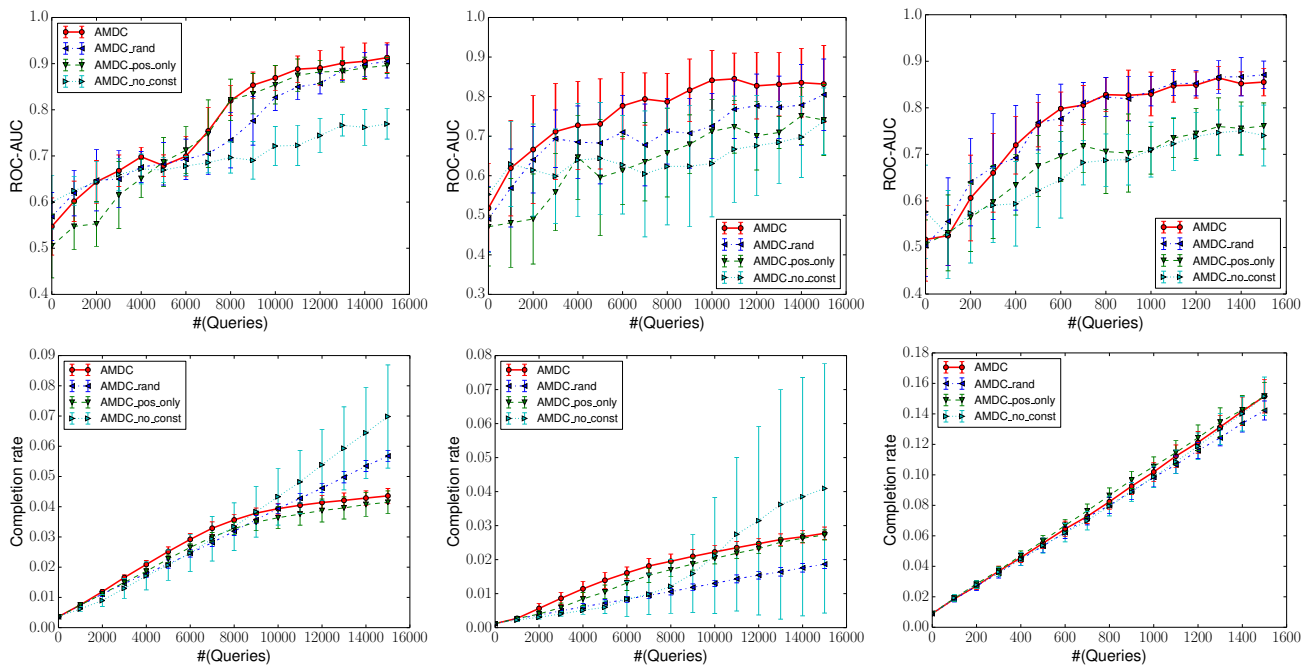 1.0
0.9
0.8
0.7
0.6
0.5
0.4
ROC-AUC
AMDC
AMDC_rand
AMDC_pos_only
AMDC_no_const
0 2000 4000 6000 8000 10000 12000 14000 16000
#(Queries)
1.0
0.9
0.8
0.7
0.6
0.5
0.4
0.3
ROC-AUC
AMDC
AMDC_rand
AMDC_pos_only
AMDC_no_const
0 2000 4000 6000 8000 10000 12000 14000 16000
#(Queries)
1.0
0.9
0.8
0.7
0.6
0.5
0.4
ROC-AUC
AMDC
AMDC_rand
AMDC_pos_only
AMDC_no_const
0 200 400 600 800 1000 1200 1400 1600
#(Queries)
0.09
0.08
0.07
0.06
0.05
0.04
0.03
0.02
0.01
0.00
Completion rate
AMDC
AMDC_rand
AMDC_pos_only
AMDC_no_const
0 2000 4000 6000 8000 10000 12000 14000 16000
#(Queries)
0.08
0.07
0.06
0.05
0.04
0.03
0.02
0.01
0.00
Completion rate
AMDC
AMDC_rand
AMDC_pos_only
AMDC_no_const
0 2000 4000 6000 8000 10000 12000 14000 16000
#(Queries)
0.18
0.16
0.14
0.12
0.10
0.08
0.06
0.04
0.02
0.00
Completion rate
AMDC
AMDC_rand
AMDC_pos_only
AMDC_no_const
0 200 400 600 800 1000 1200 1400 1600
#(Queries)